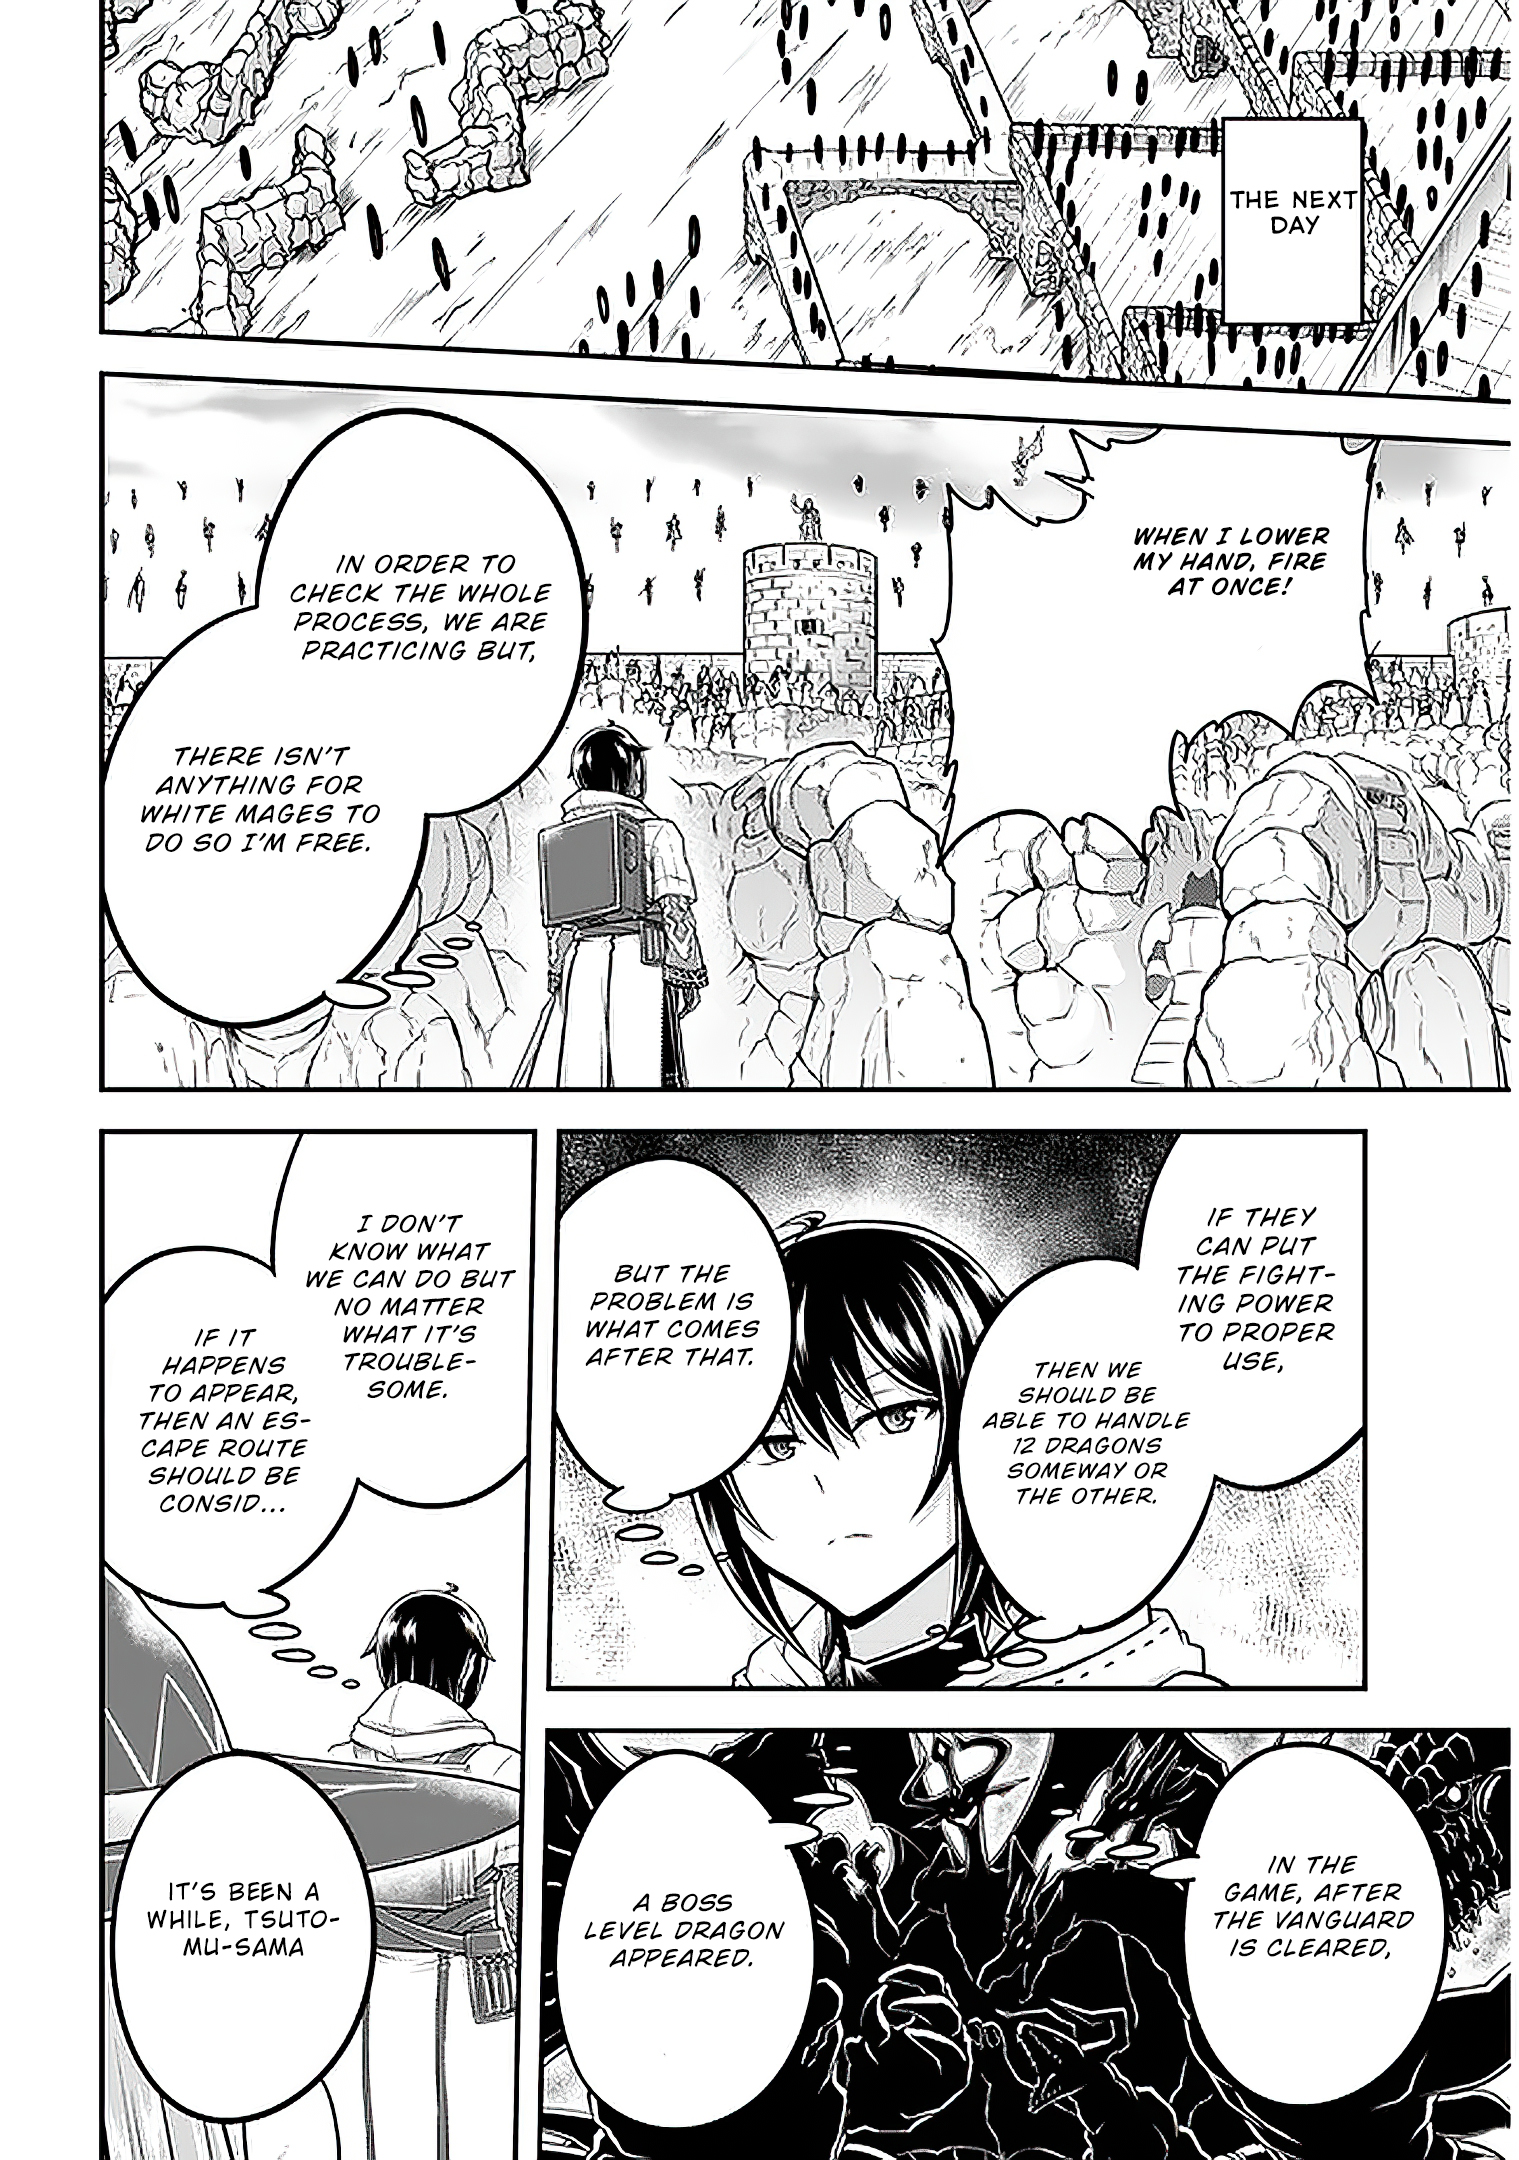 THE NEXT
DAY
WHEN I LOWER
MY HAND, FIRE
AT ONCE!
IN ORDER TO
CHECK THE WHOLE
PROCESS, WE ARE
PRACTICING BUT,
THERE ISN'T
ANYTHING FOR
WHITE MAGES TO
DO SO I'M FREE.
IF THEY
CAN PUT
THE FIGHT-
ING POWER
TO PROPER
USE,
THEN WE
SHOULD BE
ABLE TO HANDLE
12 DRAGONS
SOMEWAY OR
THE OTHER.
BUT THE
PROBLEM IS
WHAT COMES
AFTER THAT.
IN THE
GAME, AFTER
THE VANGUARD
IS CLEARED,
A BOSS
LEVEL DRAGON
APPEARED.
I DON'T
KNOW WHAT
WE CAN DO BUT
NO MATTER
WHAT IT'S
TROUBLE-
SOME.
IF IT
HAPPENS
TO APPEAR,
THEN AN ES-
CAPE ROUTE
SHOULD BE
CONSID...
IT'S BEEN A
WHILE, TSUTO-
MU-SAMA